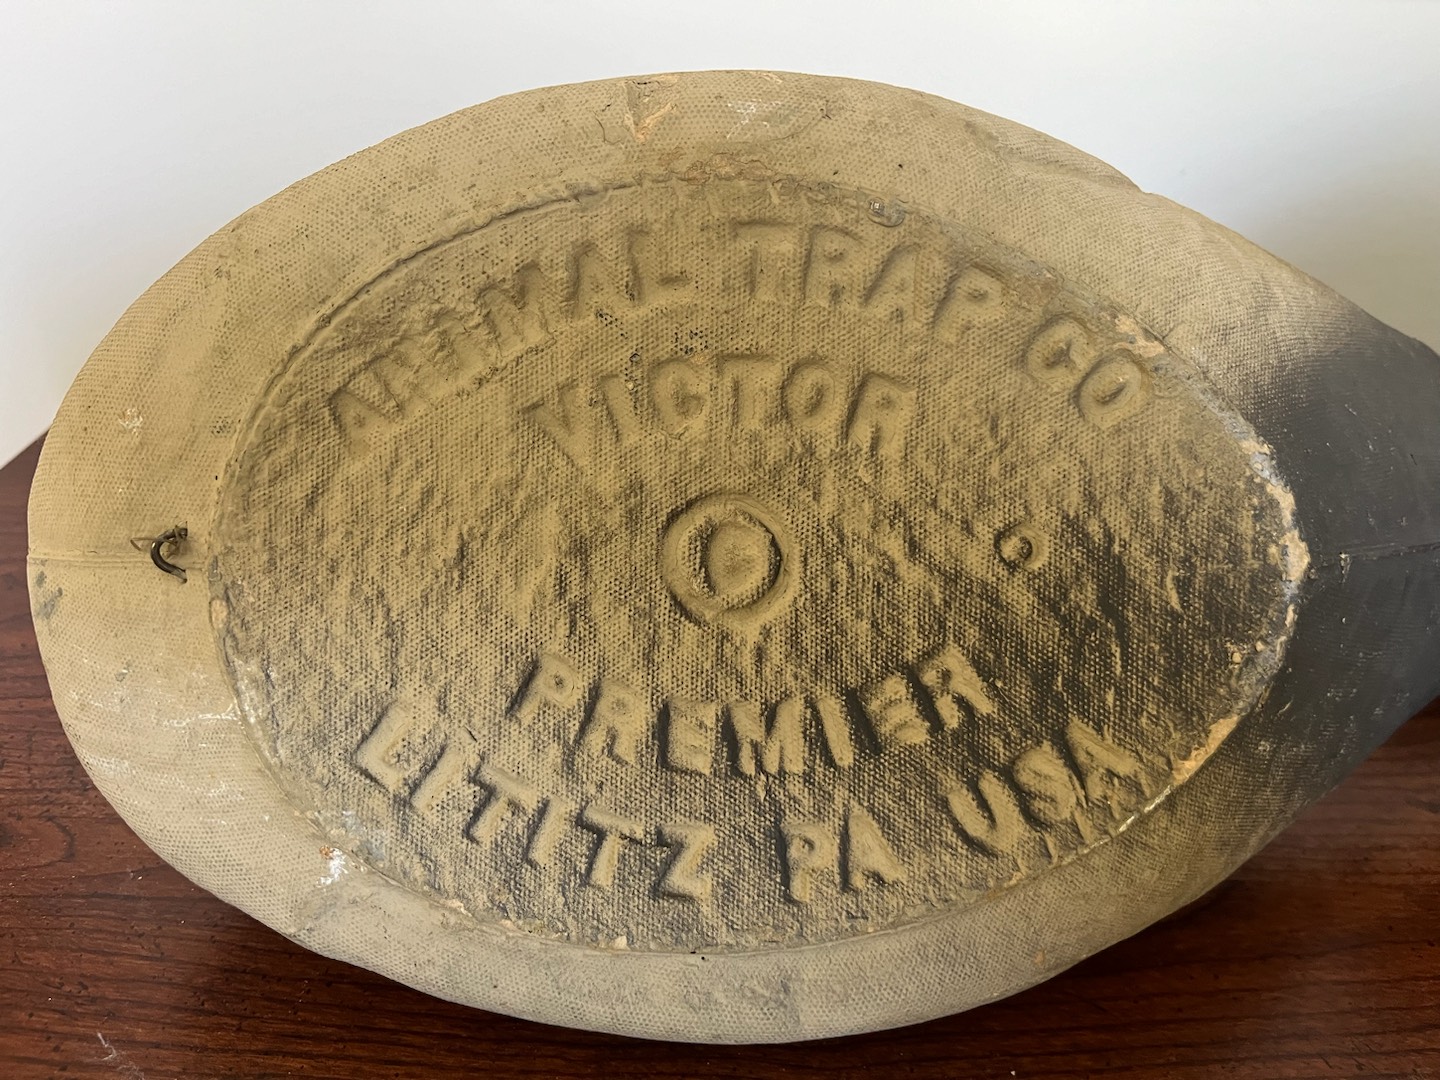 ANIMAL TRAP CO
VICTOR
PREMIER
LITITZ PA USA